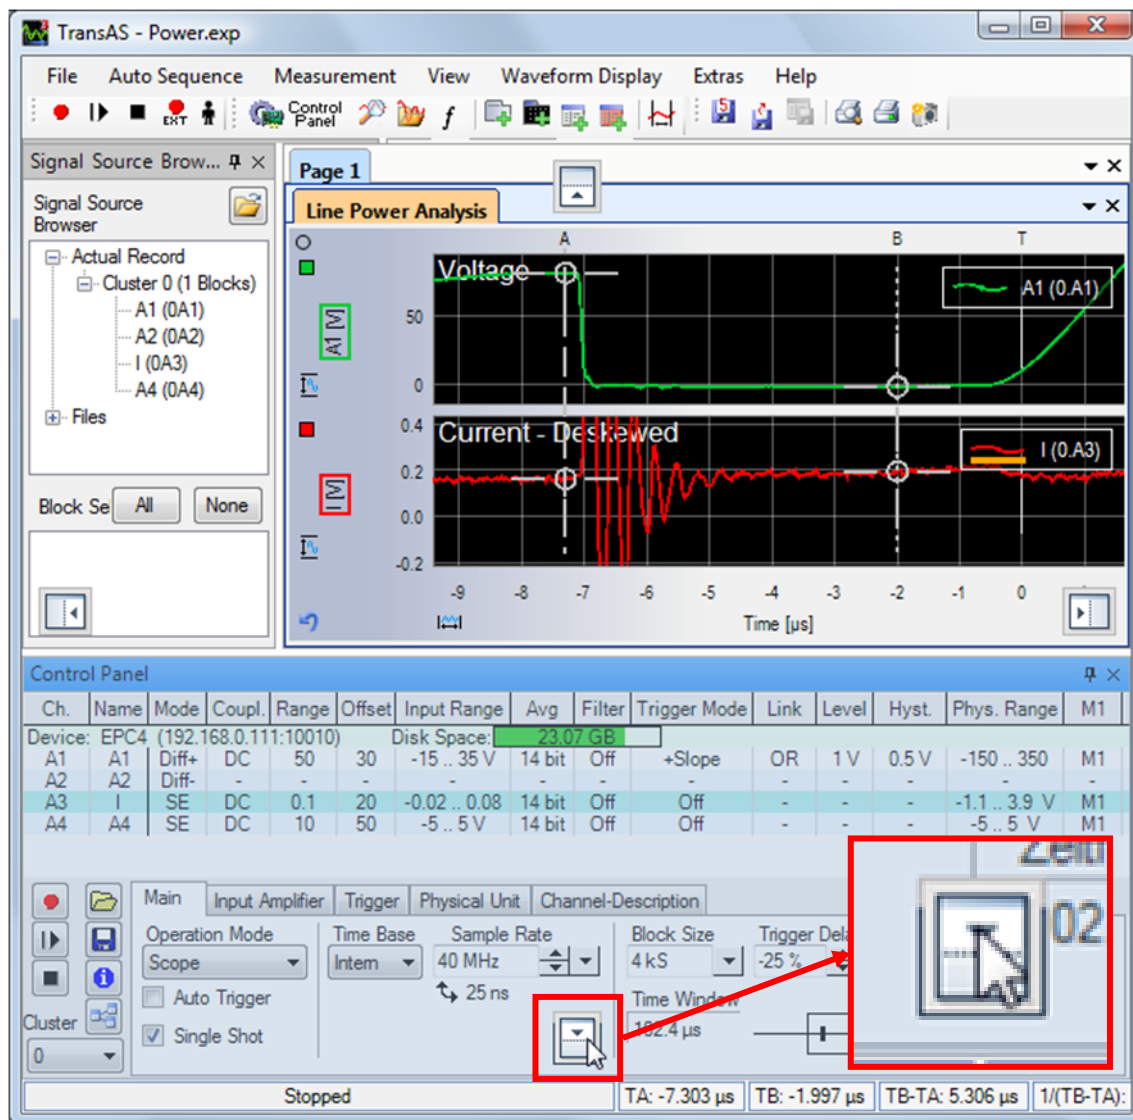 TransAS - Power.exp
File Auto Sequence Measurement View Waveform Display Extras Help
EXT Control Panel f 5
Signal Source Brow...
Page 1
Signal Source
Browser
Line Power Analysis
Actual Record
Cluster 0 (1 Blocks)
A1 (0A1)
A2 (0A2)
I (0A3)
A4 (0A4)
Files
Block Se All None
A B T
Voltage
A1 (0.A1)
A1 [V]
50
0
Current - Deskewed
I (0.A3)
I [V]
0.4
0.2
0.0
-0.2
-9 -8 -7 -6 -5 -4 -3 -2 -1 0
Time [µs]
Control Panel
Ch. Name Mode Coupl. Range Offset Input Range Avg Filter Trigger Mode Link Level Hyst. Phys. Range M1
Device: EPC4 (192.168.0.111:10010) Disk Space: 23.07 GB
A1 A1 Diff+ DC 50 30 -15 .. 35 V 14 bit Off +Slope OR 1 V 0.5 V -150 .. 350 M1
A2 A2 Diff- - - - - - - - - - - - -
A3 I SE DC 0.1 20 -0.02 .. 0.08 14 bit Off Off - - - -1.1 .. 3.9 V M1
A4 A4 SE DC 10 50 -5 .. 5 V 14 bit Off Off - - - -5 .. 5 V M1
Main Input Amplifier Trigger Physical Unit Channel-Description
Operation Mode Time Base Sample Rate Block Size Trigger Dela
Scope Intern 40 MHz 4 kS -25 %
Auto Trigger 25 ns Time Window
Single Shot 102.4 µs
Cluster
0
02
Stopped TA: -7.303 µs TB: -1.997 µs TB-TA: 5.306 µs 1/(TB-TA):